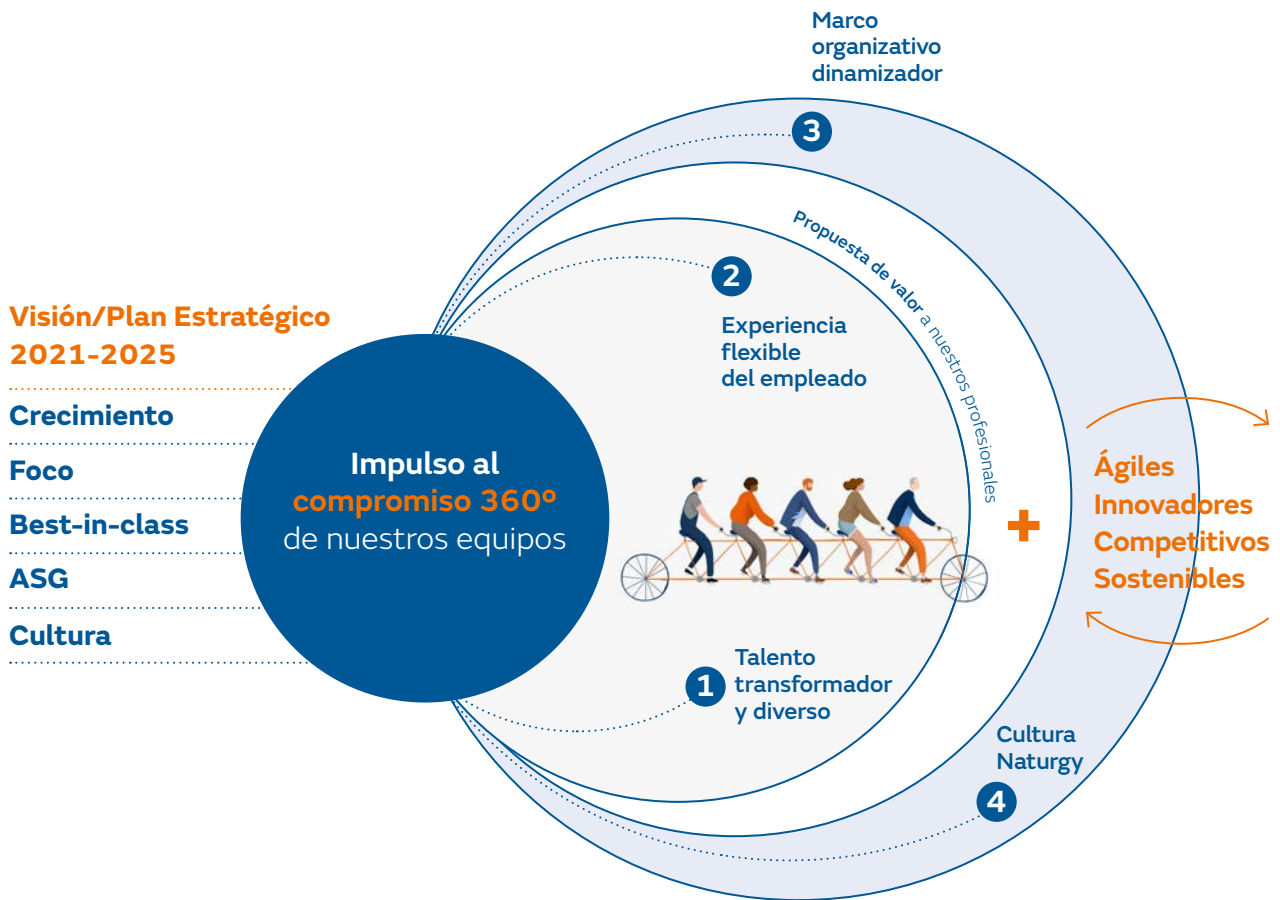 Marco
organizativo
dinamizador
3
Propuesta de valor a nuestros profesionales
2
Experiencia
flexible
del empleado
Visión/Plan Estratégico
2021-2025
Crecimiento
Foco
Best-in-class
ASG
Cultura
Impulso al
compromiso 360º
de nuestros equipos
+
Ágiles
Innovadores
Competitivos
Sostenibles
1
Talento
transformador
y diverso
Cultura
Naturgy
4